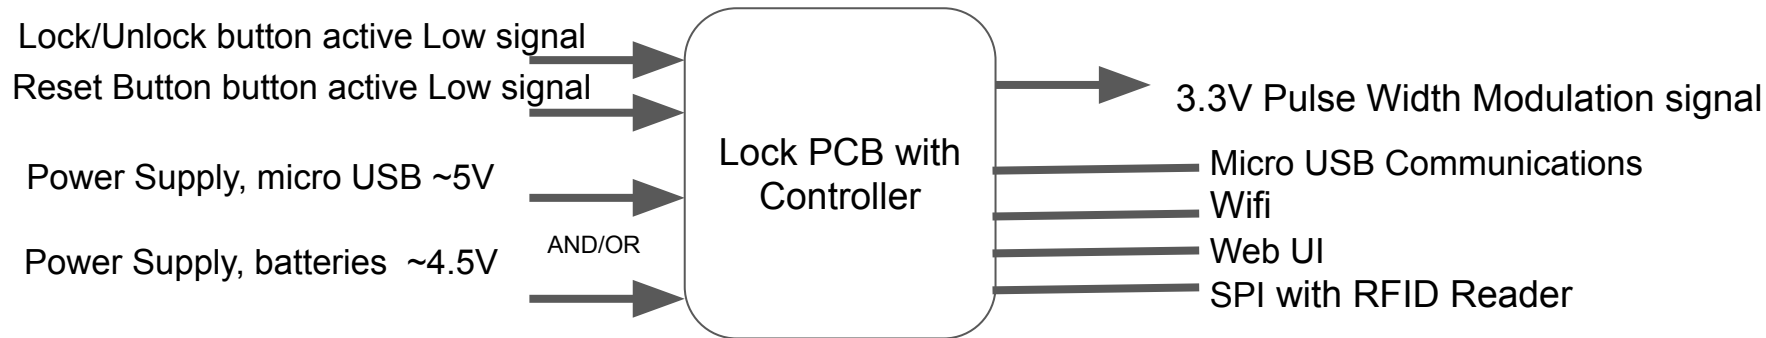 Lock/Unlock button active Low signal
Reset Button button active Low signal
Power Supply, micro USB ~5V
AND/OR
Power Supply, batteries ~4.5V
Lock PCB with
Controller
3.3V Pulse Width Modulation signal
Micro USB Communications
Wifi
Web UI
SPI with RFID Reader